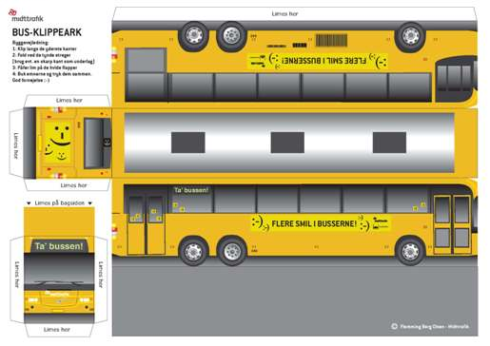 midttrafik
BUS-KLIPPEARK
Byggevejledning:
1. Klip langs de yderste kanter
2. Fold ved de tynde streger
(brug evt. en skarp kant som underlag)
3. Påfør lim på de hvide flapper
4. Buk enderne og tryk dem sammen.
God fornøjelse :-)
Limes her
FLERE SMIL I BUSSERNE!
Limes her
Limes her
Limes her
Limes her
Limes her
▼ Limes på bagsiden ▼
Ta' bussen!
FLERE SMIL I BUSSERNE!
Ta' bussen!
Limes her
Limes her
Limes her
© Flemming Berg Olsen - Midttrafik